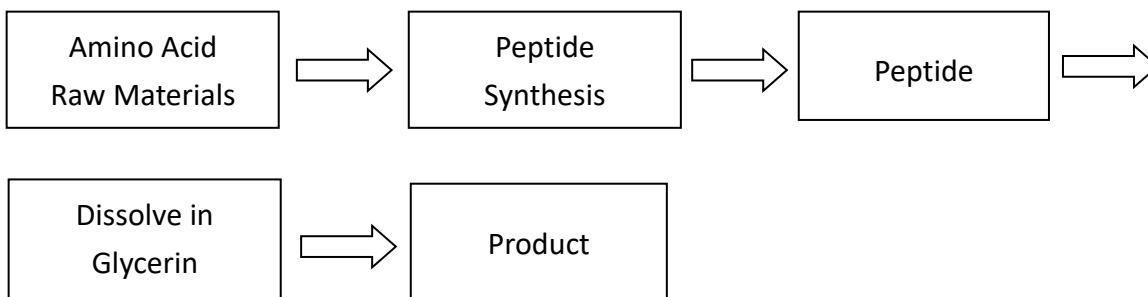 Amino Acid
Raw Materials
Peptide
Synthesis
Peptide
Dissolve in
Glycerin
Product